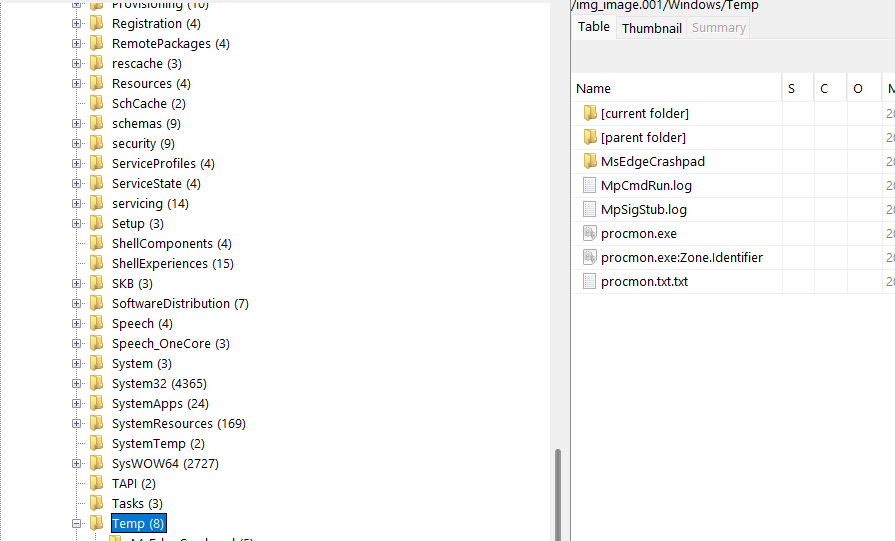 Provisioning (10)
Registration (4)
RemotePackages (4)
rescache (3)
Resources (4)
SchCache (2)
schemas (9)
security (9)
ServiceProfiles (4)
ServiceState (4)
servicing (14)
Setup (3)
ShellComponents (4)
ShellExperiences (15)
SKB (3)
SoftwareDistribution (7)
Speech (4)
Speech_OneCore (3)
System (3)
System32 (4365)
SystemApps (24)
SystemResources (169)
SystemTemp (2)
SysWOW64 (2727)
TAPI (2)
Tasks (3)
Temp (8)
/img_image.001/Windows/Temp
Table Thumbnail Summary
Name S C O M
[current folder] 20
[parent folder] 20
MsEdgeCrashpad 20
MpCmdRun.log 20
MpSigStub.log 20
procmon.exe 20
procmon.exe:Zone.Identifier 20
procmon.txt.txt 20